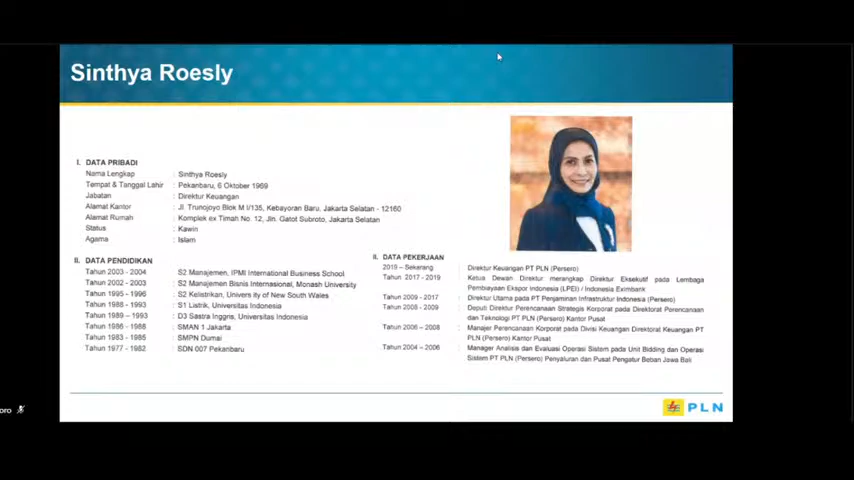 Sinthya Roesly
I. DATA PRIBADI
Nama Lengkap : Sinthya Roesly
Tempat & Tanggal Lahir : Pekanbaru, 6 Oktober 1969
Jabatan : Direktur Keuangan
Alamat Kantor : Jl. Trunojoyo Blok M I/135, Kebayoran Baru, Jakarta Selatan - 12160
Alamat Rumah : Komplek ex Timah No. 12, Jln. Gatot Subroto, Jakarta Selatan
Status : Kawin
Agama : Islam
II. DATA PENDIDIKAN
Tahun 2003 - 2004 : S2 Manajemen, IPMI International Business School
Tahun 2002 - 2003 : S2 Manajemen Bisnis Internasional, Monash University
Tahun 1995 - 1996 : S2 Kelistrikan, University of New South Wales
Tahun 1988 - 1993 : S1 Listrik, Universitas Indonesia
Tahun 1989 – 1993 : D3 Sastra Inggris, Universitas Indonesia
Tahun 1986 - 1988 : SMAN 1 Jakarta
Tahun 1983 - 1985 : SMPN Dumai
Tahun 1977 - 1982 : SDN 007 Pekanbaru
II. DATA PEKERJAAN
2019 – Sekarang : Direktur Keuangan PT PLN (Persero)
Tahun 2017 - 2019 : Ketua Dewan Direktur merangkap Direktur Eksekutif pada Lembaga
Pembiayaan Ekspor Indonesia (LPEI) / Indonesia Eximbank
Tahun 2009 - 2017 : Direktur Utama pada PT Penjaminan Infrastruktur Indonesia (Persero)
Tahun 2008 - 2009 : Deputi Direktur Perencanaan Strategis Korporat pada Direktorat Perencanaan
dan Teknologi PT PLN (Persero) Kantor Pusat
Tahun 2006 – 2008 : Manajer Perencanaan Korporat pada Divisi Keuangan Direktorat Keuangan PT
PLN (Persero) Kantor Pusat
Tahun 2004 – 2006 : Manager Analisis dan Evaluasi Operasi Sistem pada Unit Bidding dan Operasi
Sistem PT PLN (Persero) Penyaluran dan Pusat Pengatur Beban Jawa Bali
oro
PLN